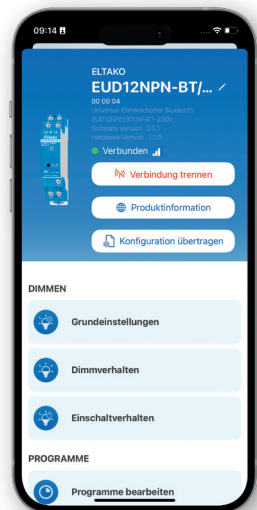 09:14
ELTAKO
EUD12NPN-BT/...
00 00 04
Universal-Dimmschalter Bluetooth
EUD12NPN/300W-BT-230V
Software Version 0.0.1
Hardware Version 1.0.0
Verbunden
Verbindung trennen
Produktinformation
Konfiguration übertragen
DIMMEN
Grundeinstellungen
Dimmverhalten
Einschaltverhalten
PROGRAMME
Programme bearbeiten